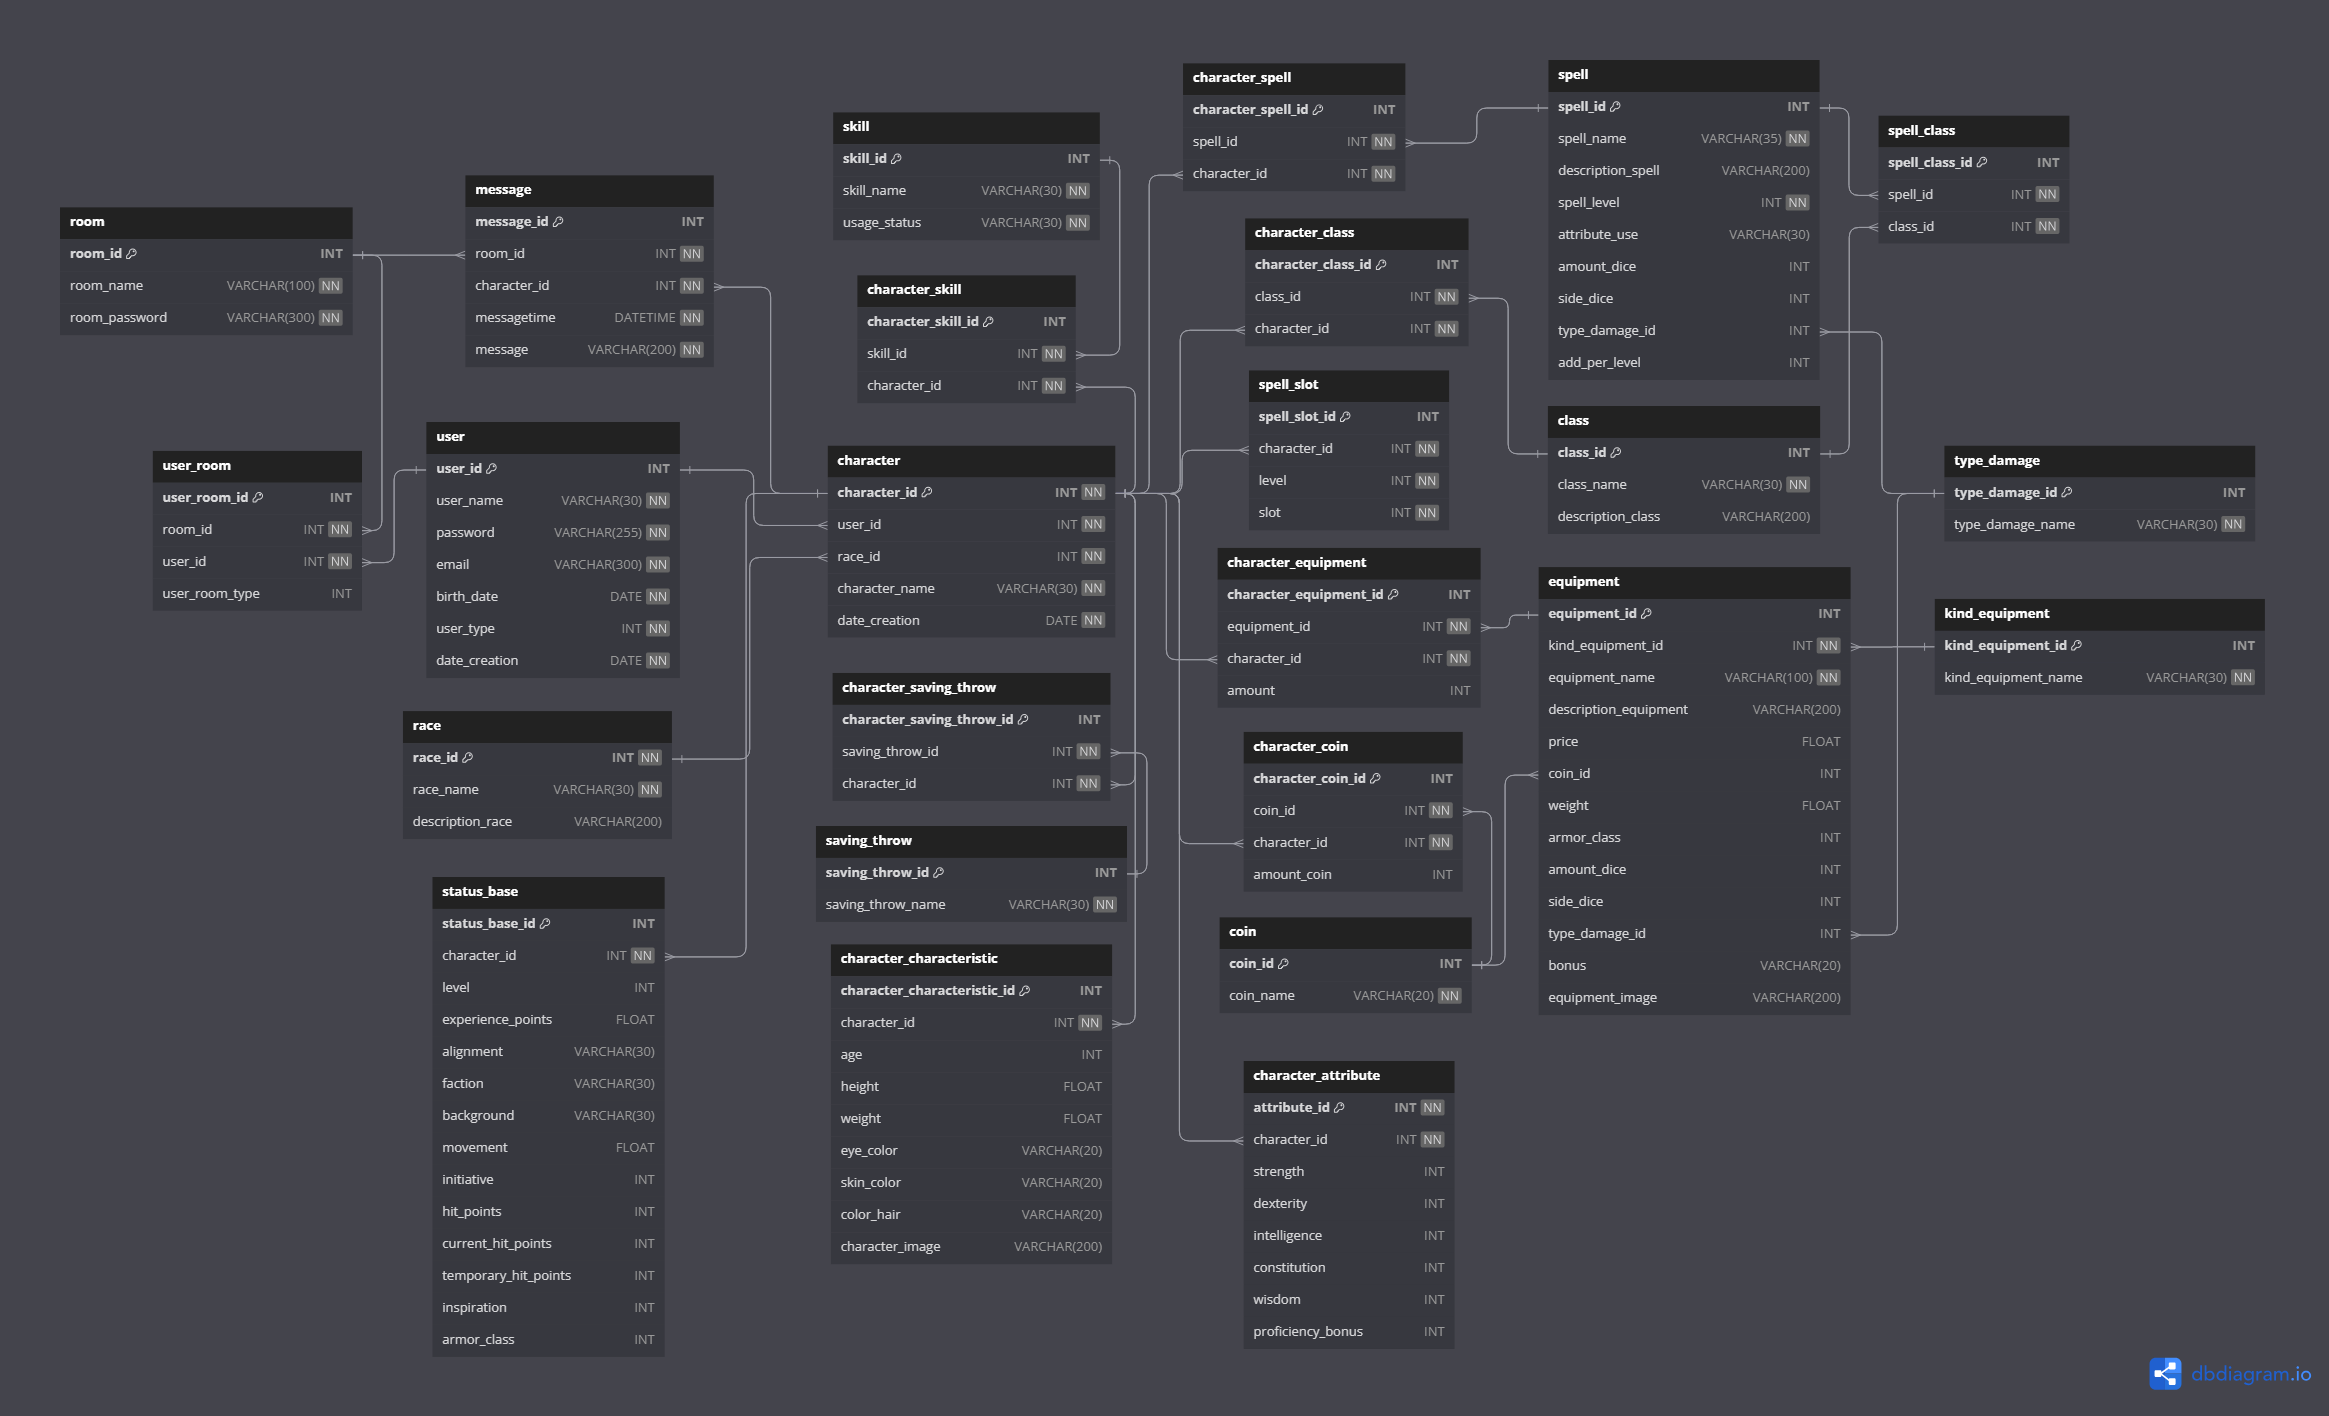 room
room_id INT
room_name VARCHAR(100) NN
room_password VARCHAR(300) NN
user_room
user_room_id INT
room_id INT NN
user_id INT NN
user_room_type INT
message
message_id INT
room_id INT NN
character_id INT NN
messagetime DATETIME NN
message VARCHAR(200) NN
user
user_id INT
user_name VARCHAR(30) NN
password VARCHAR(255) NN
email VARCHAR(300) NN
birth_date DATE NN
user_type INT NN
date_creation DATE NN
race
race_id INT NN
race_name VARCHAR(30) NN
description_race VARCHAR(200)
status_base
status_base_id INT
character_id INT NN
level INT
experience_points FLOAT
alignment VARCHAR(30)
faction VARCHAR(30)
background VARCHAR(30)
movement FLOAT
initiative INT
hit_points INT
current_hit_points INT
temporary_hit_points INT
inspiration INT
armor_class INT
skill
skill_id INT
skill_name VARCHAR(30) NN
usage_status VARCHAR(30) NN
character_skill
character_skill_id INT
skill_id INT NN
character_id INT NN
character
character_id INT NN
user_id INT NN
race_id INT NN
character_name VARCHAR(30) NN
date_creation DATE NN
character_saving_throw
character_saving_throw_id INT
saving_throw_id INT NN
character_id INT NN
saving_throw
saving_throw_id INT
saving_throw_name VARCHAR(30) NN
character_characteristic
character_characteristic_id INT
character_id INT NN
age INT
height FLOAT
weight FLOAT
eye_color VARCHAR(20)
skin_color VARCHAR(20)
color_hair VARCHAR(20)
character_image VARCHAR(200)
character_spell
character_spell_id INT
spell_id INT NN
character_id INT NN
character_class
character_class_id INT
class_id INT NN
character_id INT NN
spell_slot
spell_slot_id INT
character_id INT NN
level INT NN
slot INT NN
character_equipment
character_equipment_id INT
equipment_id INT NN
character_id INT NN
amount INT
character_coin
character_coin_id INT
coin_id INT NN
character_id INT NN
amount_coin INT
coin
coin_id INT
coin_name VARCHAR(20) NN
character_attribute
attribute_id INT NN
character_id INT NN
strength INT
dexterity INT
intelligence INT
constitution INT
wisdom INT
proficiency_bonus INT
spell
spell_id INT
spell_name VARCHAR(35) NN
description_spell VARCHAR(200)
spell_level INT NN
attribute_use VARCHAR(30)
amount_dice INT
side_dice INT
type_damage_id INT
add_per_level INT
class
class_id INT
class_name VARCHAR(30) NN
description_class VARCHAR(200)
equipment
equipment_id INT
kind_equipment_id INT NN
equipment_name VARCHAR(100) NN
description_equipment VARCHAR(200)
price FLOAT
coin_id INT
weight FLOAT
armor_class INT
amount_dice INT
side_dice INT
type_damage_id INT
bonus VARCHAR(20)
equipment_image VARCHAR(200)
spell_class
spell_class_id INT
spell_id INT NN
class_id INT NN
type_damage
type_damage_id INT
type_damage_name VARCHAR(30) NN
kind_equipment
kind_equipment_id INT
kind_equipment_name VARCHAR(30) NN
dbdiagram.io